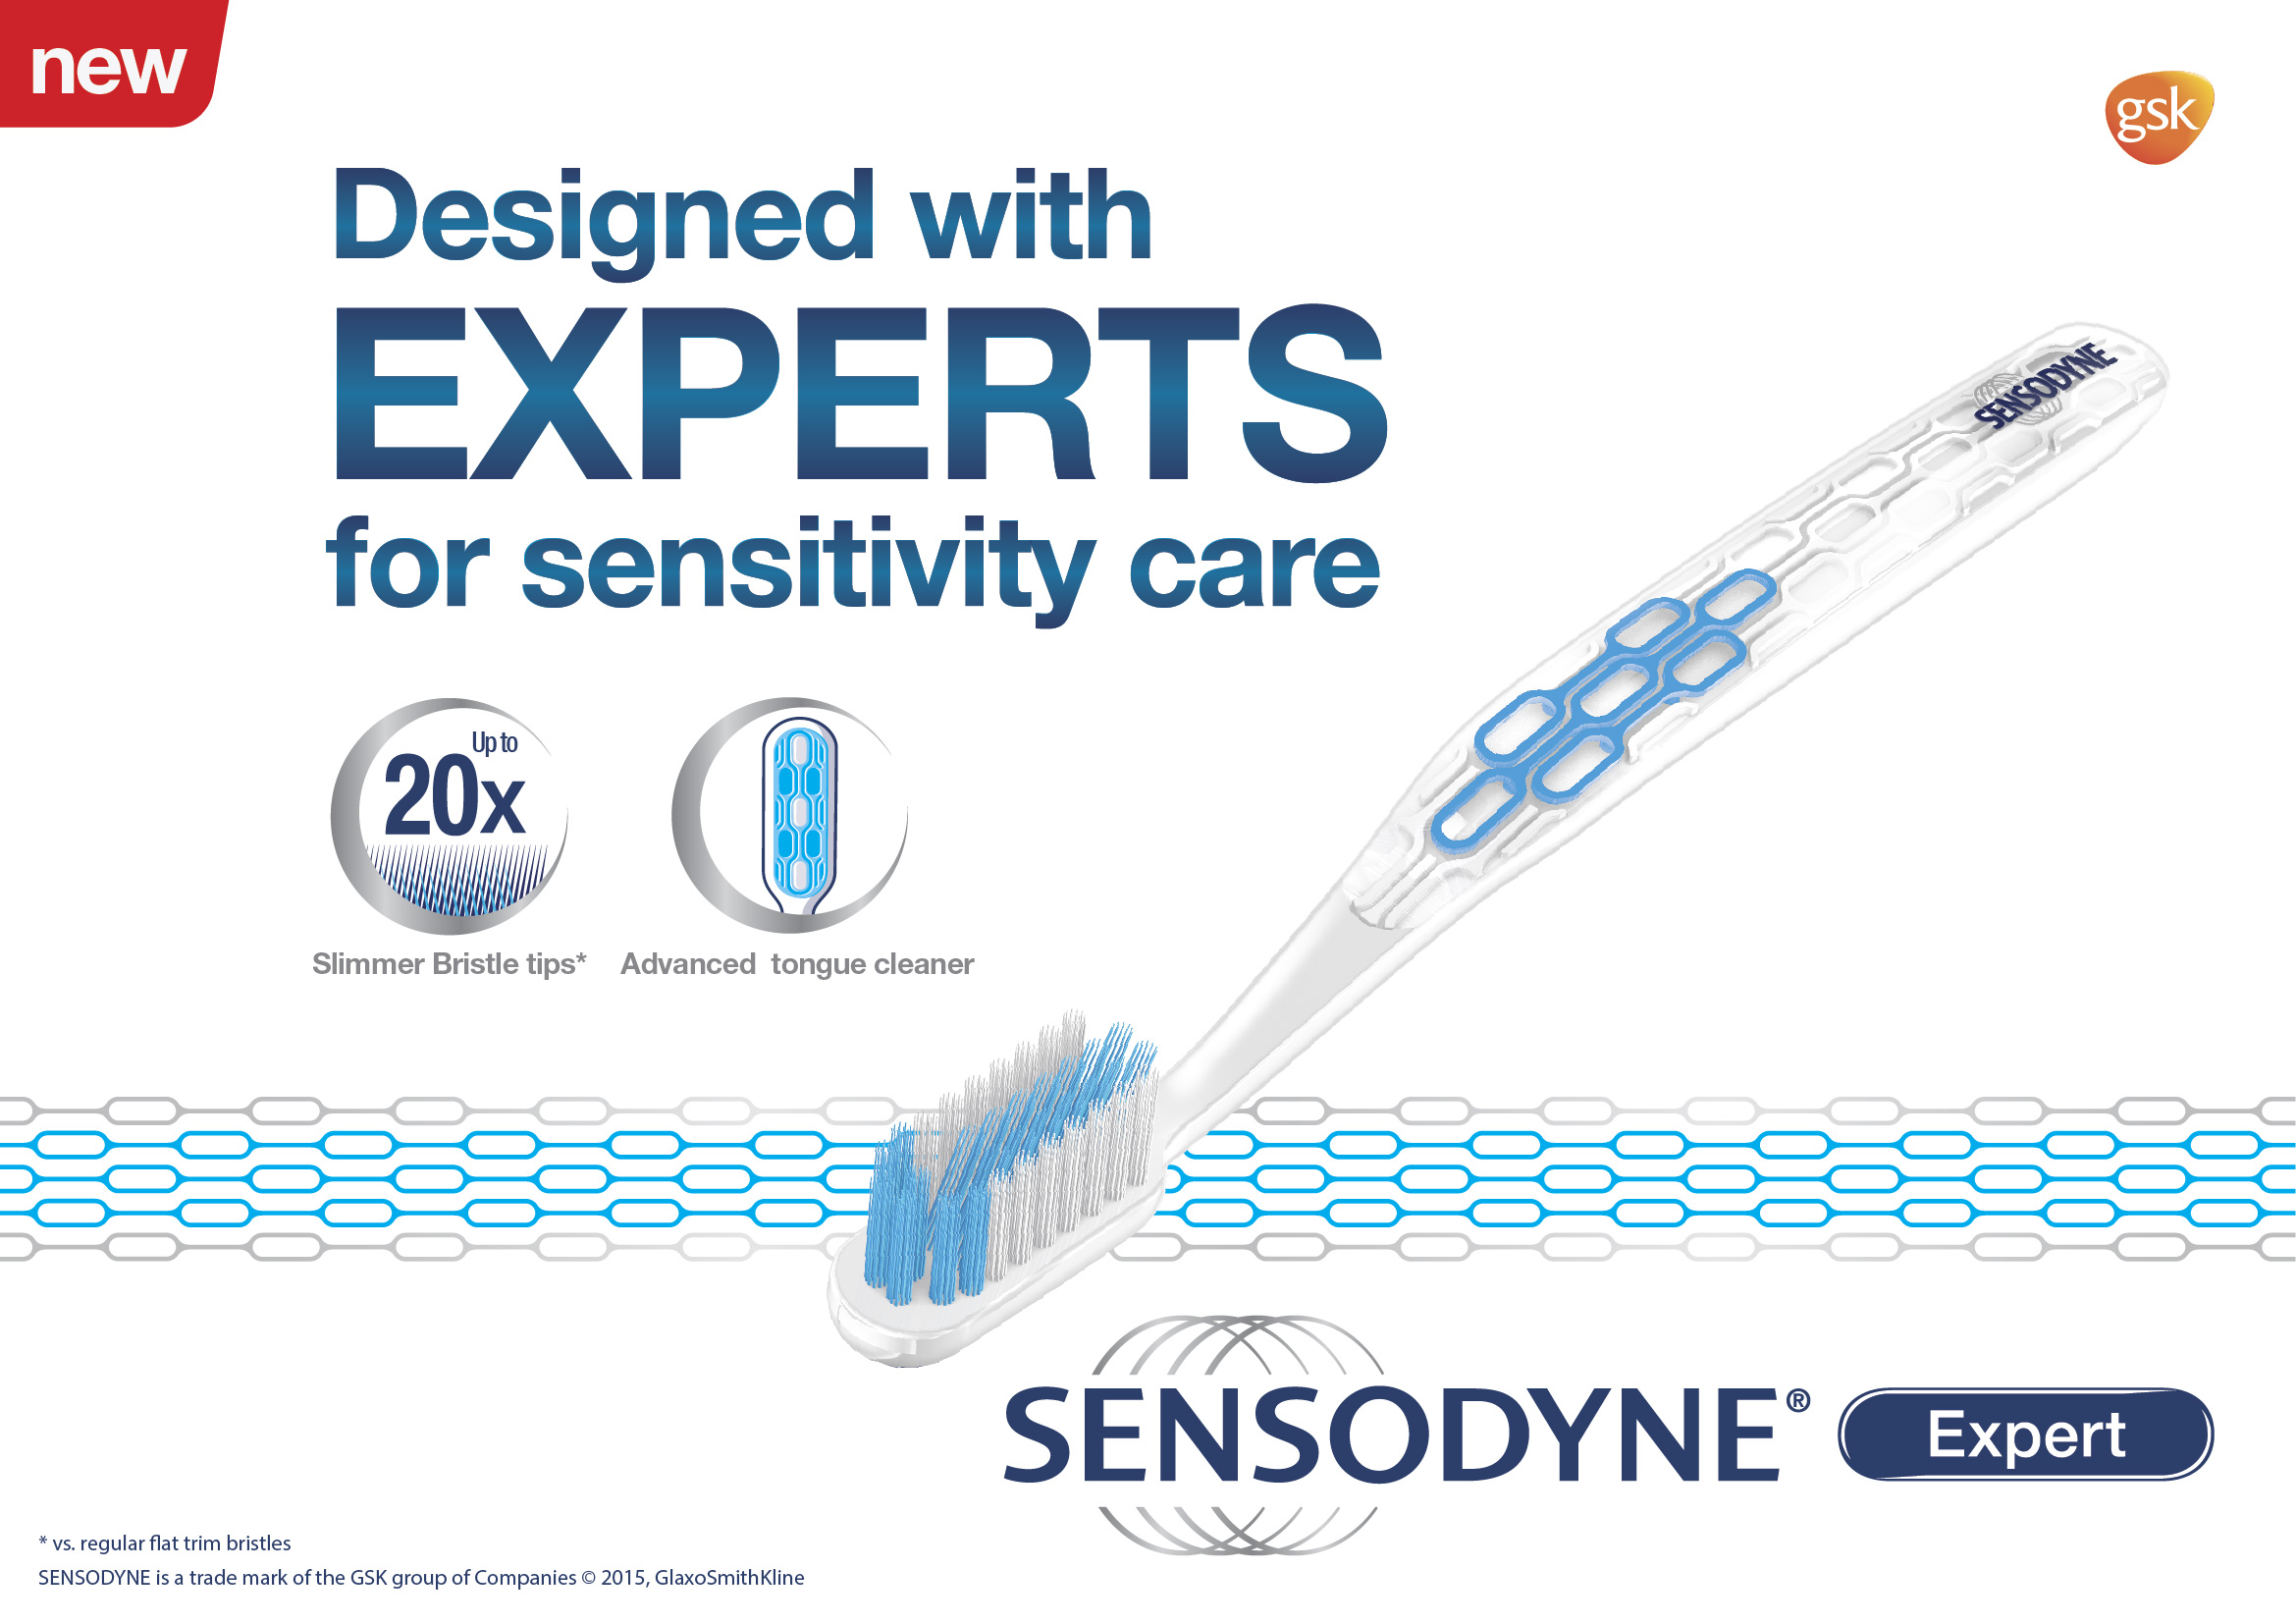 new
gsk
Designed with
EXPERTS
for sensitivity care
SENSODYNE
Up to
20x
Slimmer Bristle tips*
Advanced tongue cleaner
SENSODYNE®
Expert
* vs. regular flat trim bristles
SENSODYNE is a trade mark of the GSK group of Companies © 2015, GlaxoSmithKline